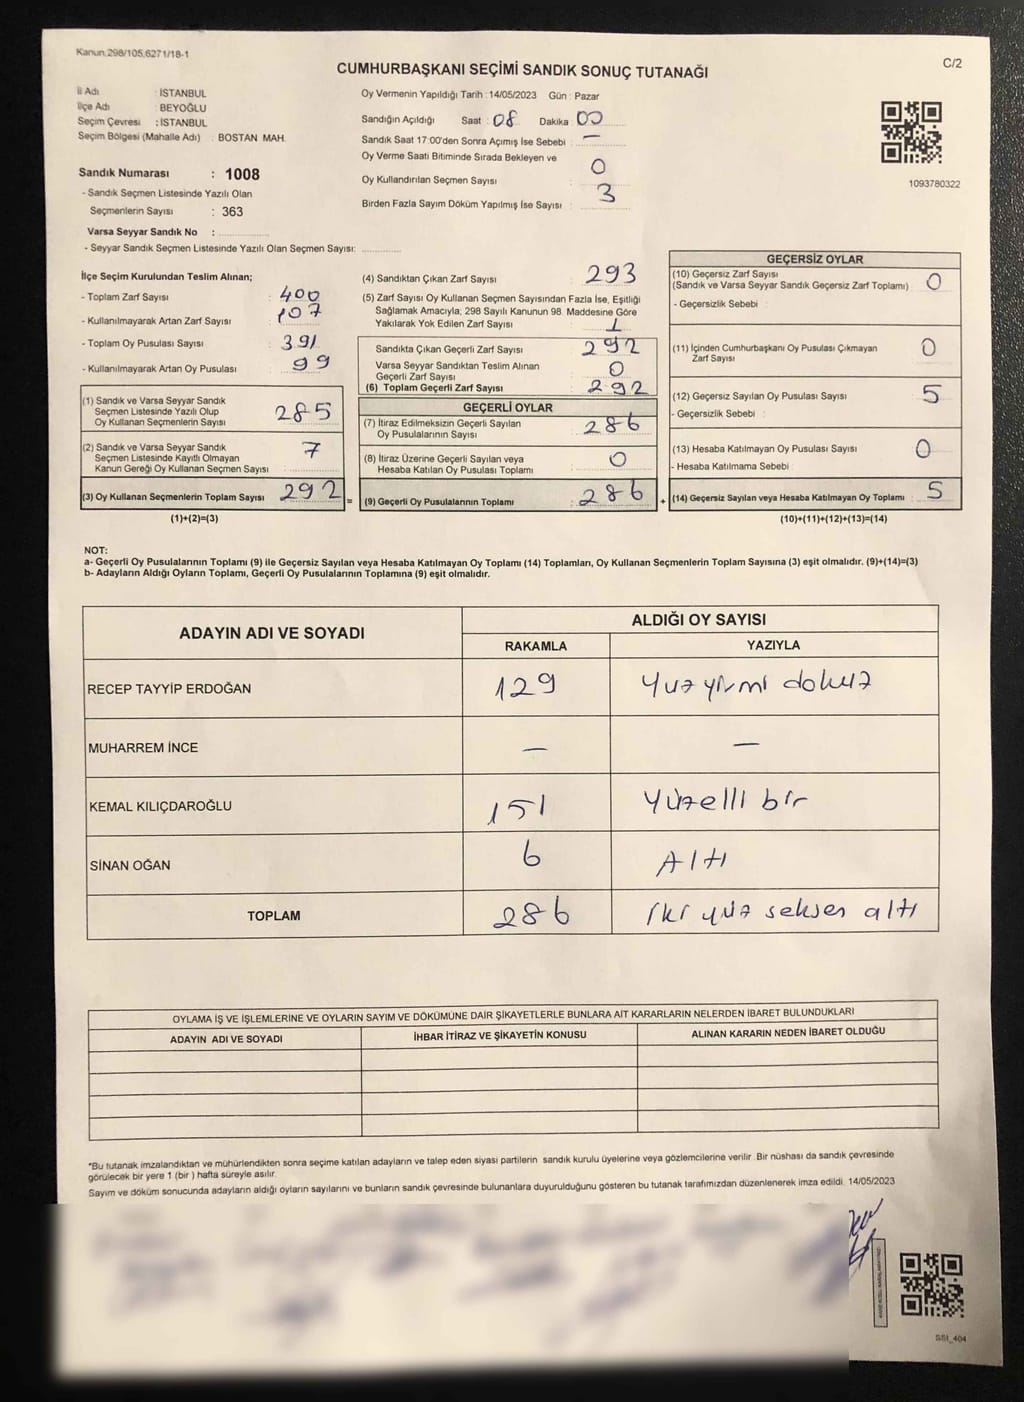 Kanun.298/105,6271/18-1
C/2
CUMHURBAŞKANI SEÇİMİ SANDIK SONUÇ TUTANAĞI
İl Adı : İSTANBUL
İlçe Adı : BEYOĞLU
Seçim Çevresi : İSTANBUL
Seçim Bölgesi (Mahalle Adı) : BOSTAN MAH.
Sandık Numarası : 1008
- Sandık Seçmen Listesinde Yazılı Olan
Seçmenlerin Sayısı : 363
Varsa Seyyar Sandık No :
- Seyyar Sandık Seçmen Listesinde Yazılı Olan Seçmen Sayısı:
Oy Vermenin Yapıldığı Tarih : 14/05/2023 Gün : Pazar
Sandığın Açıldığı Saat : 08 Dakika 00
Sandık Saat 17:00'den Sonra Açımış İse Sebebi : —
Oy Verme Saati Bitiminde Sırada Bekleyen ve
Oy Kullandırılan Seçmen Sayısı : 0
Birden Fazla Sayım Döküm Yapılmış İse Sayısı : 3
1093780322
İlçe Seçim Kurulundan Teslim Alınan;
- Toplam Zarf Sayısı : 400
- Kullanılmayarak Artan Zarf Sayısı : 107
- Toplam Oy Pusulası Sayısı : 391
- Kullanılmayarak Artan Oy Pusulası : 99
(1) Sandık ve Varsa Seyyar Sandık
Seçmen Listesinde Yazılı Olup
Oy Kullanan Seçmenlerin Sayısı : 285
(2) Sandık ve Varsa Seyyar Sandık
Seçmen Listesinde Kayıtlı Olmayan
Kanun Gereği Oy Kullanan Seçmen Sayısı : 7
(3) Oy Kullanan Seçmenlerin Toplam Sayısı : 292
(1)+(2)=(3)
(4) Sandıktan Çıkan Zarf Sayısı : 293
(5) Zarf Sayısı Oy Kullanan Seçmen Sayısından Fazla İse, Eşitliği
Sağlamak Amacıyla; 298 Sayılı Kanunun 98. Maddesine Göre
Yakılarak Yok Edilen Zarf Sayısı : 1
Sandıkta Çıkan Geçerli Zarf Sayısı : 292
Varsa Seyyar Sandıktan Teslim Alınan
Geçerli Zarf Sayısı : 0
(6) Toplam Geçerli Zarf Sayısı : 292
GEÇERLİ OYLAR
(7) İtiraz Edilmeksizin Geçerli Sayılan
Oy Pusulalarının Sayısı : 286
(8) İtiraz Üzerine Geçerli Sayılan veya
Hesaba Katılan Oy Pusulası Toplamı : 0
= (9) Geçerli Oy Pusulalarının Toplamı : 286
GEÇERSİZ OYLAR
(10) Geçersiz Zarf Sayısı
(Sandık ve Varsa Seyyar Sandık Geçersiz Zarf Toplamı) : 0
- Geçersizlik Sebebi :
(11) İçinden Cumhurbaşkanı Oy Pusulası Çıkmayan
Zarf Sayısı : 0
(12) Geçersiz Sayılan Oy Pusulası Sayısı : 5
- Geçersizlik Sebebi :
(13) Hesaba Katılmayan Oy Pusulası Sayısı : 0
- Hesaba Katılmama Sebebi :
+ (14) Geçersiz Sayılan veya Hesaba Katılmayan Oy Toplamı : 5
(10)+(11)+(12)+(13)=(14)
NOT:
a- Geçerli Oy Pusulalarının Toplamı (9) ile Geçersiz Sayılan veya Hesaba Katılmayan Oy Toplamı (14) Toplamları, Oy Kullanan Seçmenlerin Toplam Sayısına (3) eşit olmalıdır. (9)+(14)=(3)
b- Adayların Aldığı Oyların Toplamı, Geçerli Oy Pusulalarının Toplamına (9) eşit olmalıdır.
ADAYIN ADI VE SOYADI
ALDIĞI OY SAYISI
RAKAMLA YAZIYLA
RECEP TAYYİP ERDOĞAN 129 yuz yirmi dokuz
MUHARREM İNCE — —
KEMAL KILIÇDAROĞLU 151 yüzelli bir
SİNAN OĞAN 6 Altı
TOPLAM 286 iki yüz seksen altı
OYLAMA İŞ VE İŞLEMLERİNE VE OYLARIN SAYIM VE DÖKÜMÜNE DAİR ŞİKAYETLERLE BUNLARA AİT KARARLARIN NELERDEN İBARET BULUNDUKLARI
ADAYIN ADI VE SOYADI İHBAR İTİRAZ VE ŞİKAYETİN KONUSU ALINAN KARARIN NEDEN İBARET OLDUĞU
*Bu tutanak imzalandıktan ve mühürlendikten sonra seçime katılan adayların ve talep eden siyasi partilerin sandık kurulu üyelerine veya gözlemcilerine verilir. Bir nüshası da sandık çevresinde
görülecek bir yere 1 (bir ) hafta süreyle asılır.
Sayım ve döküm sonucunda adayların aldığı oyların sayılarını ve bunların sandık çevresinde bulunanlara duyurulduğunu gösteren bu tutanak tarafımızdan düzenlenerek imza edildi. 14/05/2023
SSI_404